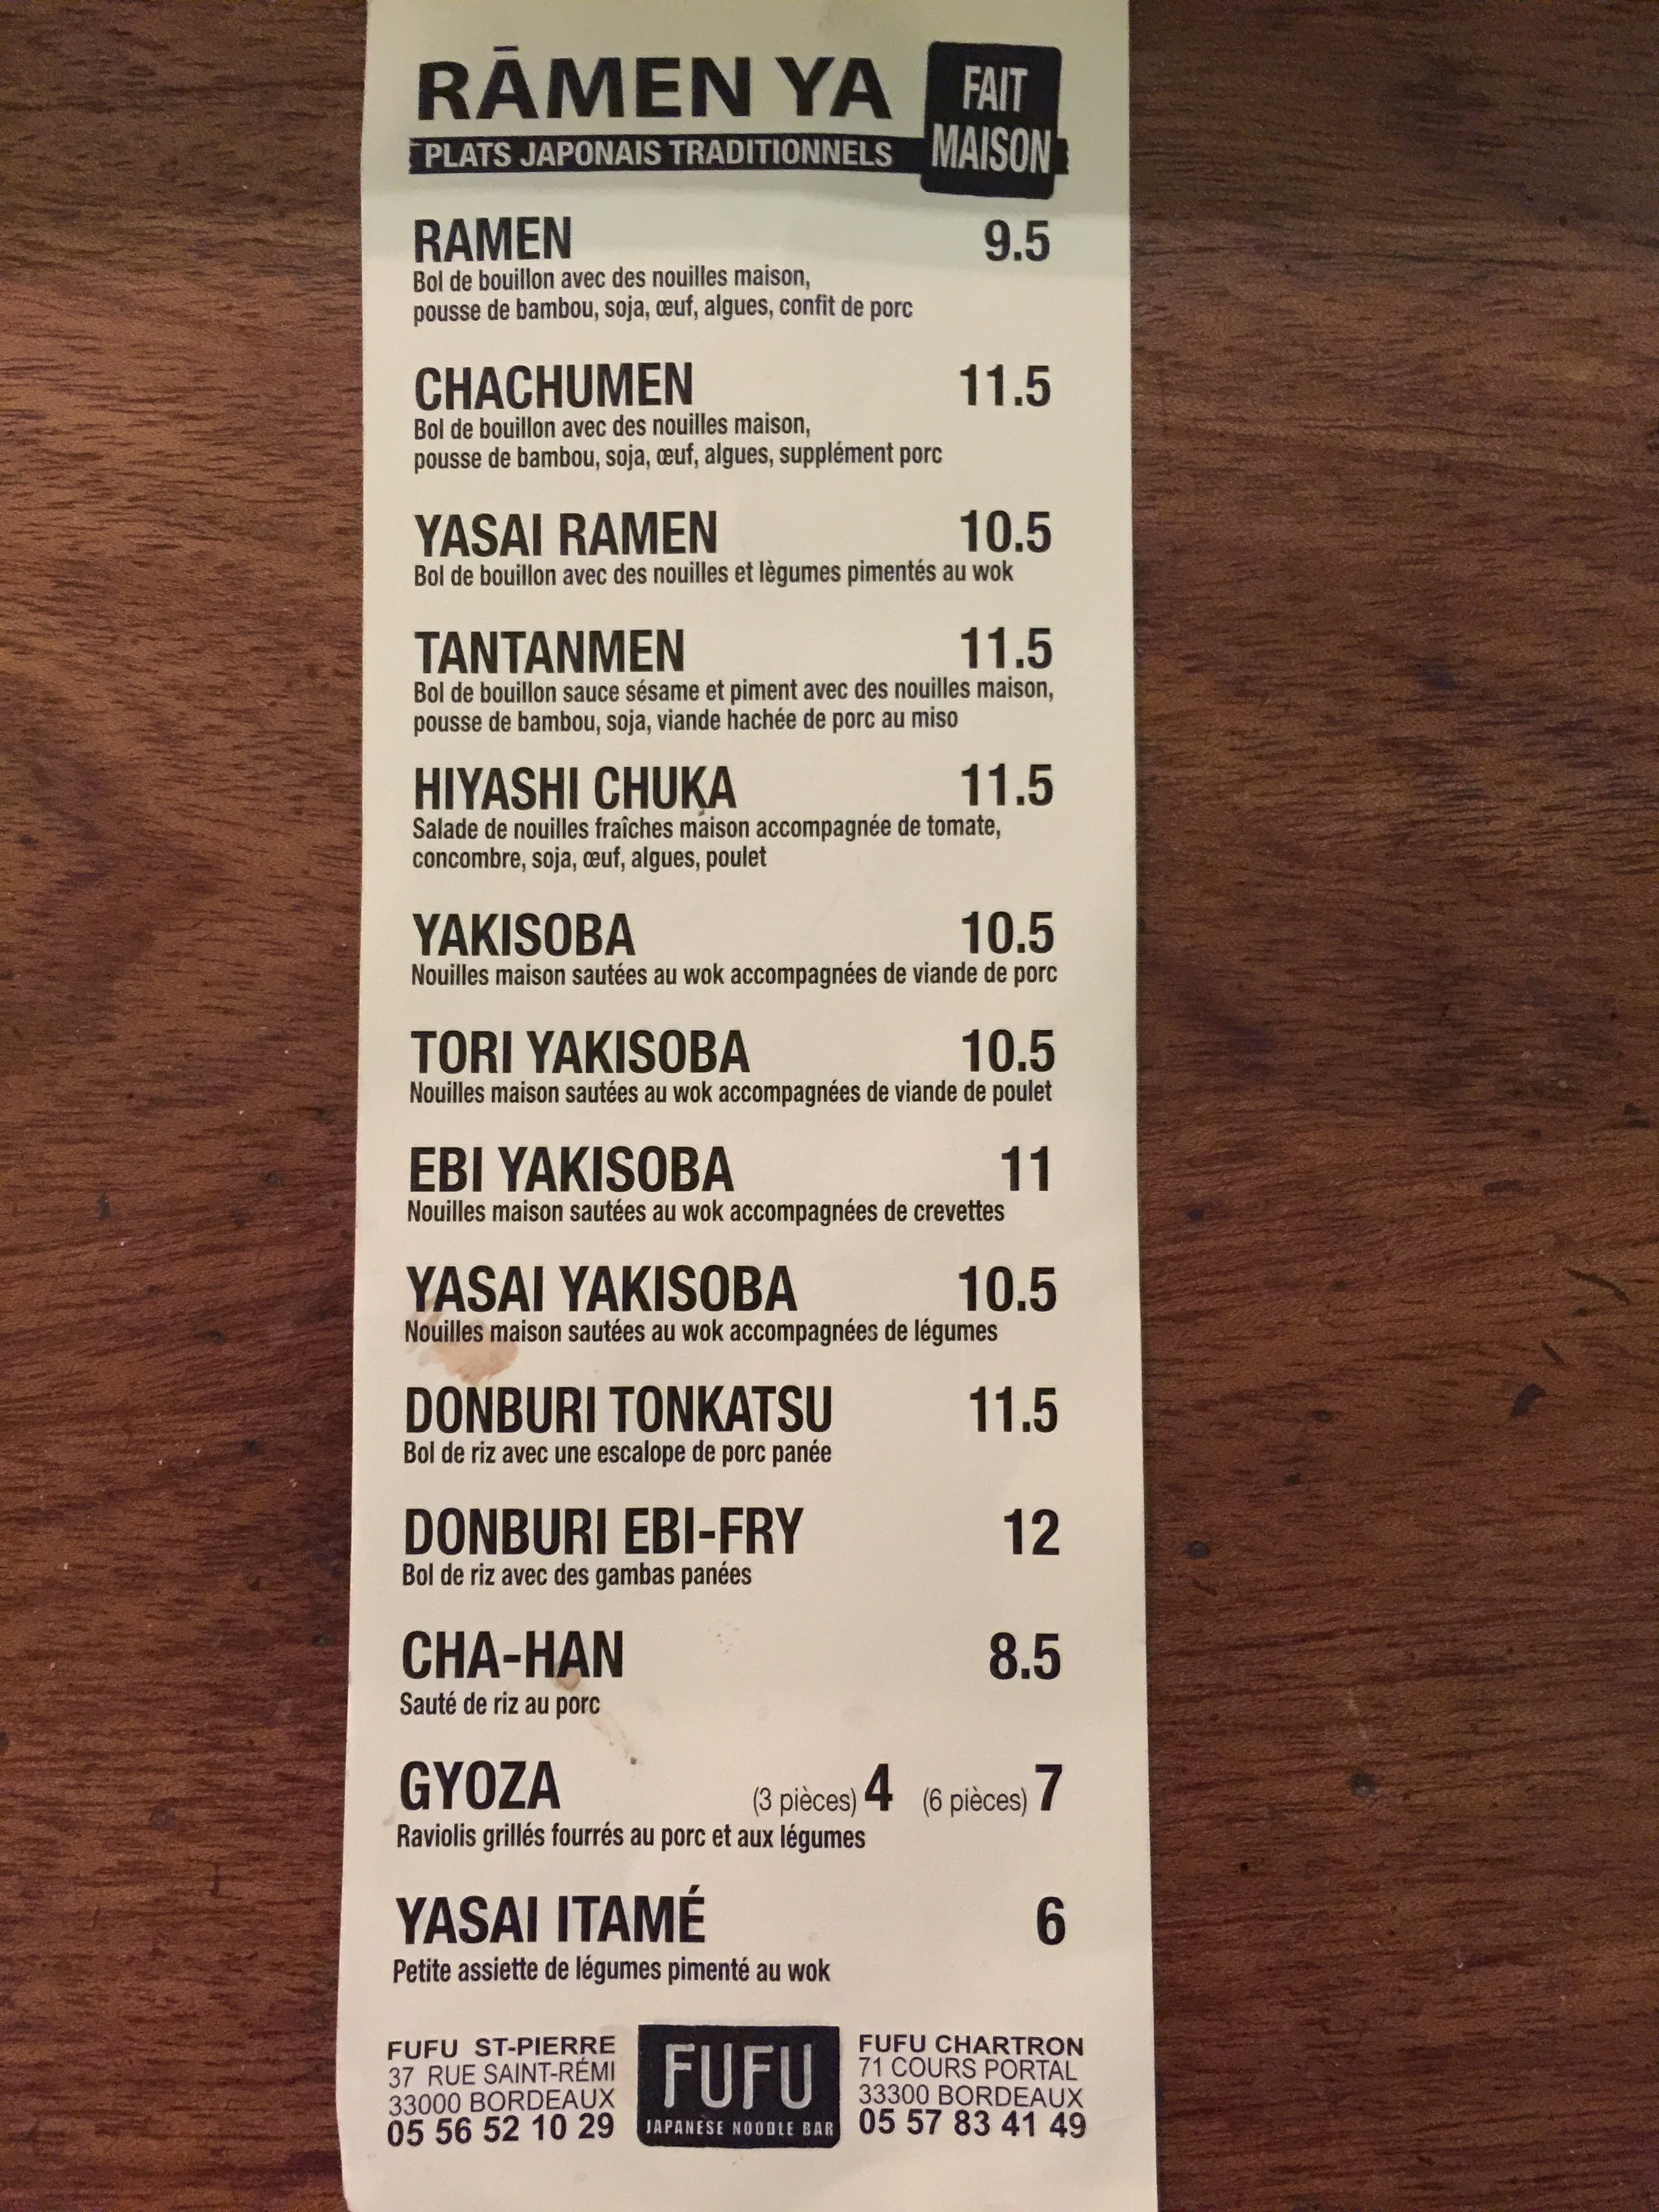 RĀMEN YA
FAIT
MAISON
PLATS JAPONAIS TRADITIONNELS
RAMEN 9.5
Bol de bouillon avec des nouilles maison,
pousse de bambou, soja, œuf, algues, confit de porc
CHACHUMEN 11.5
Bol de bouillon avec des nouilles maison,
pousse de bambou, soja, œuf, algues, supplément porc
YASAI RAMEN 10.5
Bol de bouillon avec des nouilles et lègumes pimentés au wok
TANTANMEN 11.5
Bol de bouillon sauce sésame et piment avec des nouilles maison,
pousse de bambou, soja, viande hachée de porc au miso
HIYASHI CHUKA 11.5
Salade de nouilles fraîches maison accompagnée de tomate,
concombre, soja, œuf, algues, poulet
YAKISOBA 10.5
Nouilles maison sautées au wok accompagnées de viande de porc
TORI YAKISOBA 10.5
Nouilles maison sautées au wok accompagnées de viande de poulet
EBI YAKISOBA 11
Nouilles maison sautées au wok accompagnées de crevettes
YASAI YAKISOBA 10.5
Nouilles maison sautées au wok accompagnées de légumes
DONBURI TONKATSU 11.5
Bol de riz avec une escalope de porc panée
DONBURI EBI-FRY 12
Bol de riz avec des gambas panées
CHA-HAN 8.5
Sauté de riz au porc
GYOZA (3 pièces) 4 (6 pièces) 7
Raviolis grillés fourrés au porc et aux légumes
YASAI ITAMÉ 6
Petite assiette de légumes pimenté au wok
FUFU ST-PIERRE
37 RUE SAINT-RÉMI
33000 BORDEAUX
05 56 52 10 29
FUFU
JAPANESE NOODLE BAR
FUFU CHARTRON
71 COURS PORTAL
33300 BORDEAUX
05 57 83 41 49